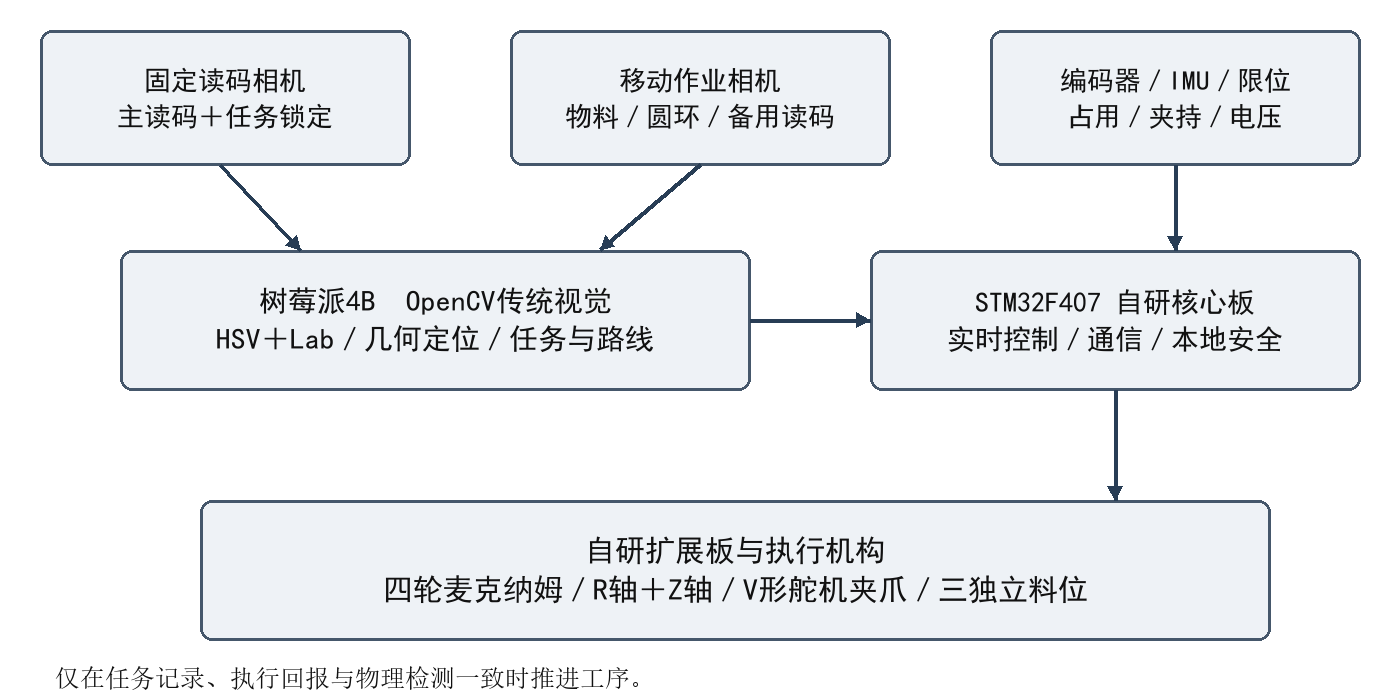 固定读码相机
主读码＋任务锁定
移动作业相机
物料 / 圆环 / 备用读码
编码器 / IMU / 限位
占用 / 夹持 / 电压
树莓派4B　OpenCV传统视觉
HSV＋Lab / 几何定位 / 任务与路线
STM32F407 自研核心板
实时控制 / 通信 / 本地安全
自研扩展板与执行机构
四轮麦克纳姆 / R轴＋Z轴 / V形舵机夹爪 / 三独立料位
仅在任务记录、执行回报与物理检测一致时推进工序。